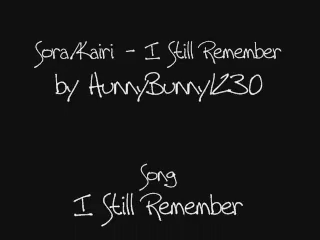 Sora/Kairi - I Still Remember
by HunnyBunny1230
Song
I Still Remember